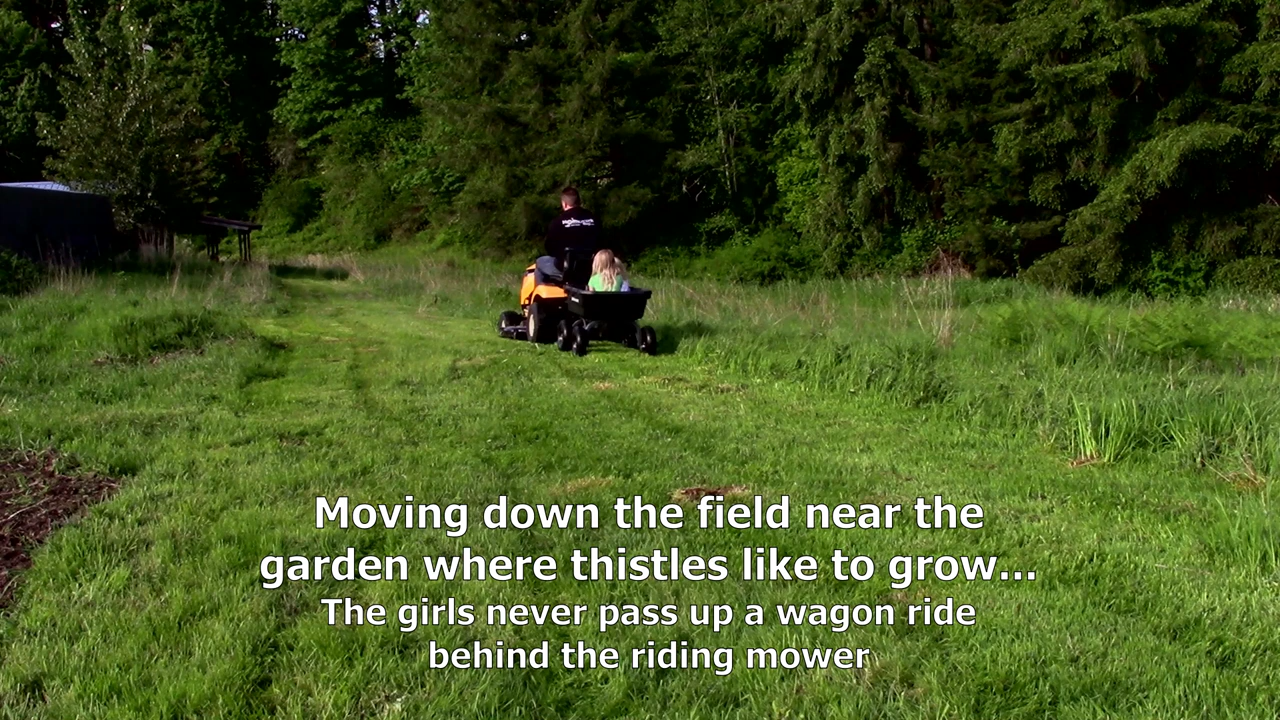 Moving down the field near the
garden where thistles like to grow...
The girls never pass up a wagon ride
behind the riding mower